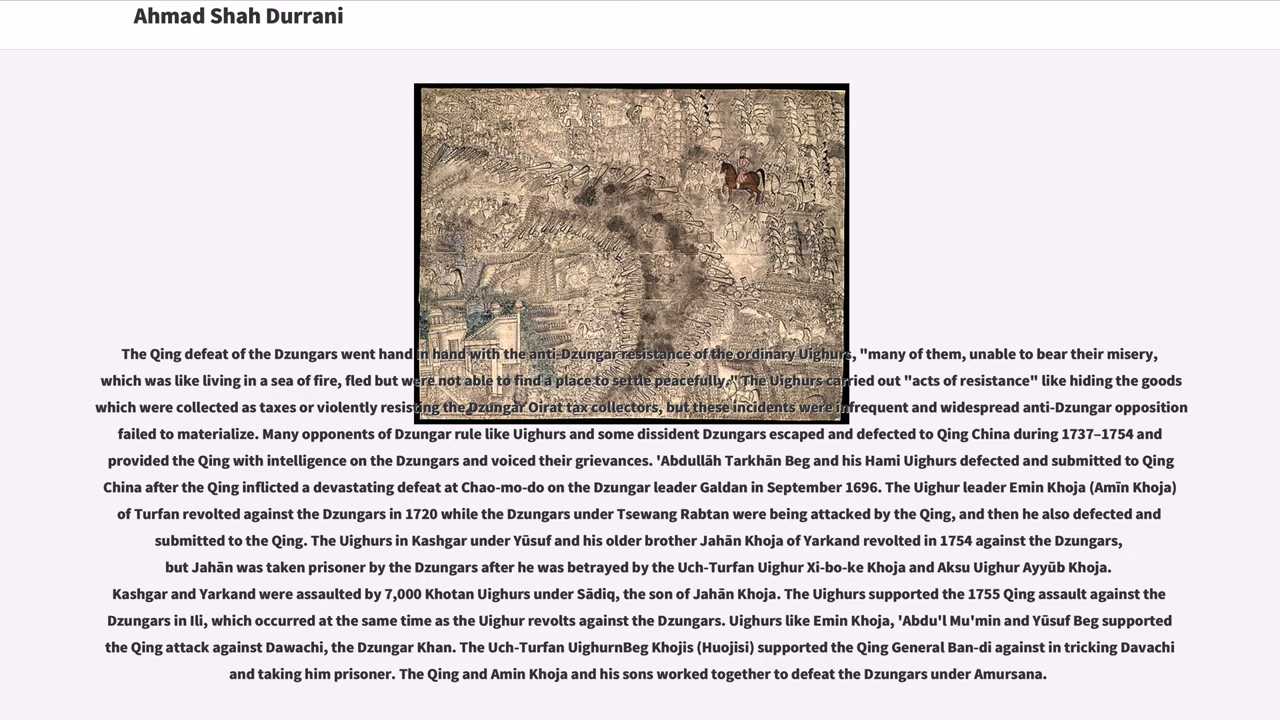 Ahmad Shah Durrani
The Qing defeat of the Dzungars went hand in hand with the anti-Dzungar resistance of the ordinary Uighurs, "many of them, unable to bear their misery,
which was like living in a sea of fire, fled but were not able to find a place to settle peacefully." The Uighurs carried out "acts of resistance" like hiding the goods
which were collected as taxes or violently resisting the Dzungar Oirat tax collectors, but these incidents were infrequent and widespread anti-Dzungar opposition
failed to materialize. Many opponents of Dzungar rule like Uighurs and some dissident Dzungars escaped and defected to Qing China during 1737–1754 and
provided the Qing with intelligence on the Dzungars and voiced their grievances. 'Abdullāh Tarkhān Beg and his Hami Uighurs defected and submitted to Qing
China after the Qing inflicted a devastating defeat at Chao-mo-do on the Dzungar leader Galdan in September 1696. The Uighur leader Emin Khoja (Amīn Khoja)
of Turfan revolted against the Dzungars in 1720 while the Dzungars under Tsewang Rabtan were being attacked by the Qing, and then he also defected and
submitted to the Qing. The Uighurs in Kashgar under Yūsuf and his older brother Jahān Khoja of Yarkand revolted in 1754 against the Dzungars,
but Jahān was taken prisoner by the Dzungars after he was betrayed by the Uch-Turfan Uighur Xi-bo-ke Khoja and Aksu Uighur Ayyūb Khoja.
Kashgar and Yarkand were assaulted by 7,000 Khotan Uighurs under Sādiq, the son of Jahān Khoja. The Uighurs supported the 1755 Qing assault against the
Dzungars in Ili, which occurred at the same time as the Uighur revolts against the Dzungars. Uighurs like Emin Khoja, 'Abdu'l Mu'min and Yūsuf Beg supported
the Qing attack against Dawachi, the Dzungar Khan. The Uch-Turfan UighurnBeg Khojis (Huojisi) supported the Qing General Ban-di against in tricking Davachi
and taking him prisoner. The Qing and Amin Khoja and his sons worked together to defeat the Dzungars under Amursana.